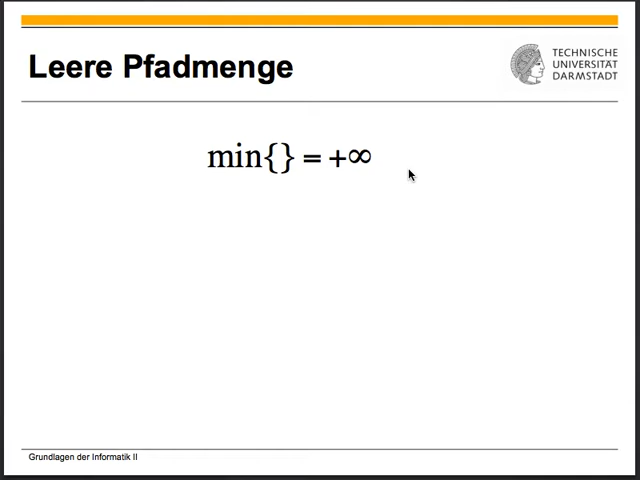 Leere Pfadmenge
TECHNISCHE
UNIVERSITÄT
DARMSTADT
min{} = +∞
Grundlagen der Informatik II